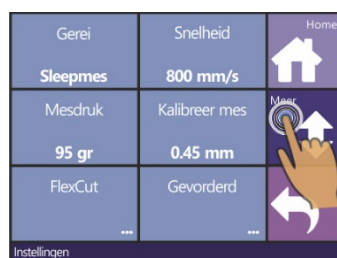 Gerei
Snelheid
Home
Sleepmes
800 mm/s
Mesdruk
Kalibreer mes
Meer
95 gr
0.45 mm
FlexCut
Gevorderd
...
...
Instellingen